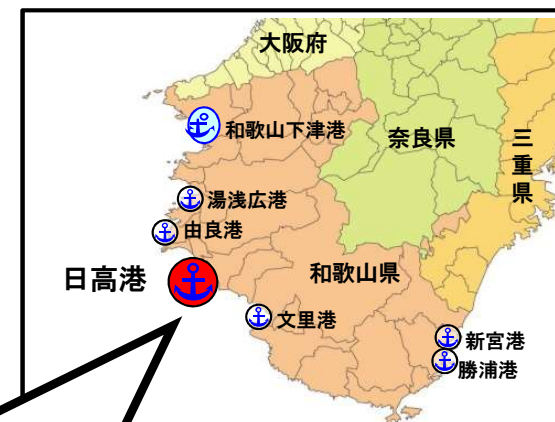 大阪府
和歌山下津港
奈良県
三重県
湯浅広港
由良港
日高港
和歌山県
文里港
新宮港
勝浦港